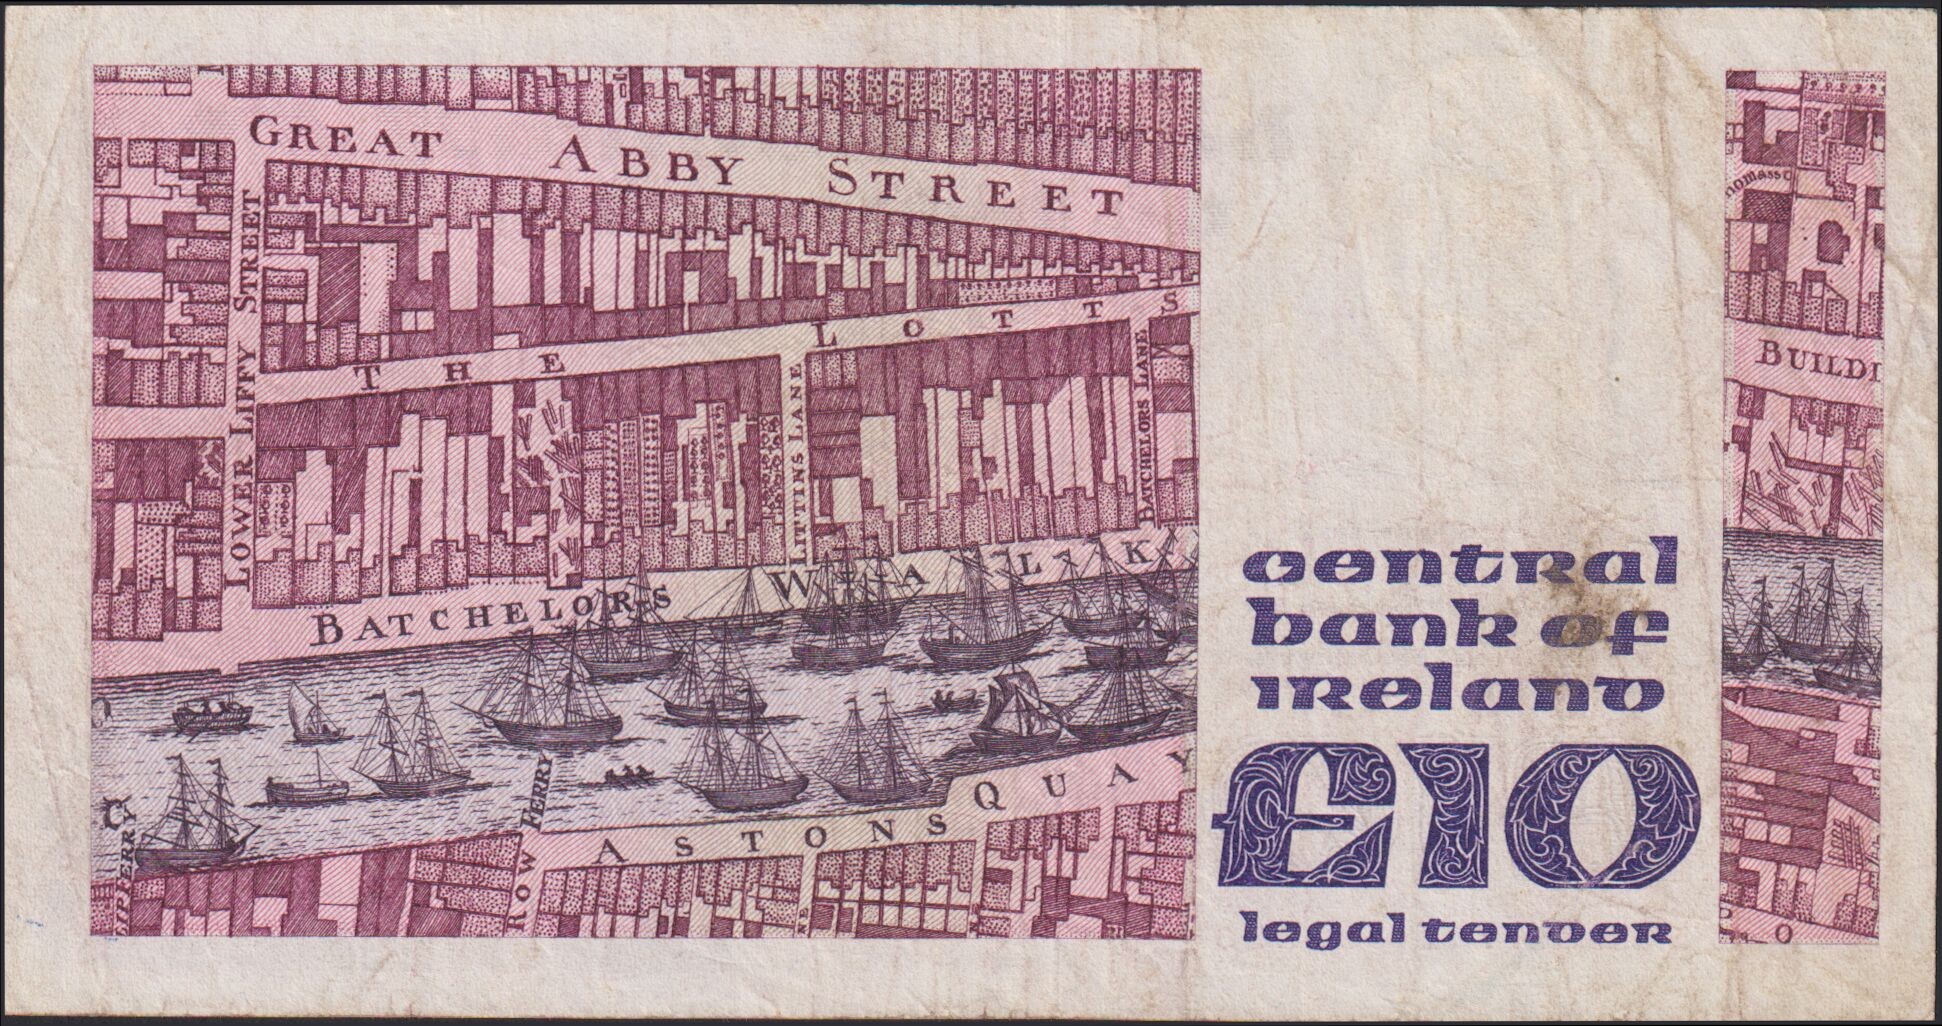 GREAT ABBY STREET
LOWER LIFFY STREET
THE LOTTS
LITTINS LANE
BATCHELORS LANE
BATCHELORS WALK
FERRY
ROW
ASTONS QUAY
BUILDI
central
bank of
ireland
£10
legal tender